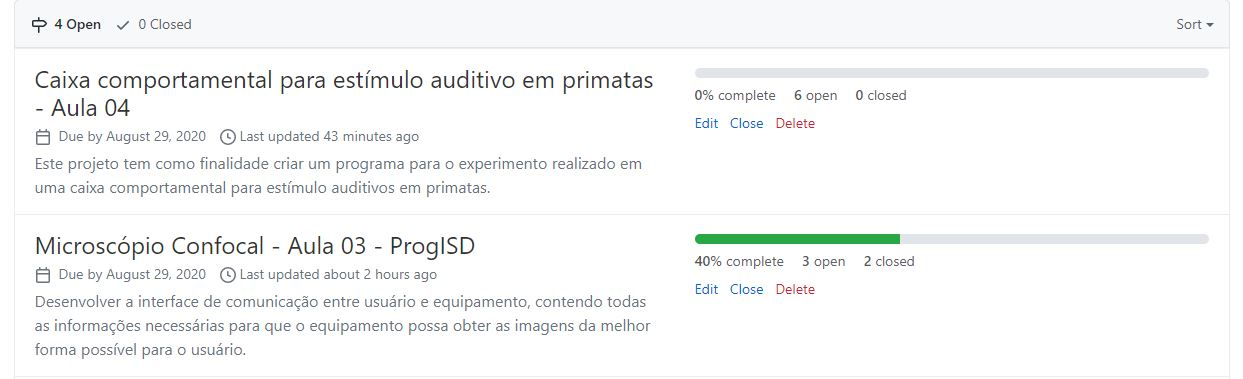 4 Open 0 Closed Sort
Caixa comportamental para estímulo auditivo em primatas
- Aula 04
Due by August 29, 2020 Last updated 43 minutes ago
Este projeto tem como finalidade criar um programa para o experimento realizado em
uma caixa comportamental para estímulo auditivos em primatas.
0% complete 6 open 0 closed
Edit Close Delete
Microscópio Confocal - Aula 03 - ProgISD
Due by August 29, 2020 Last updated about 2 hours ago
Desenvolver a interface de comunicação entre usuário e equipamento, contendo todas
as informações necessárias para que o equipamento possa obter as imagens da melhor
forma possível para o usuário.
40% complete 3 open 2 closed
Edit Close Delete